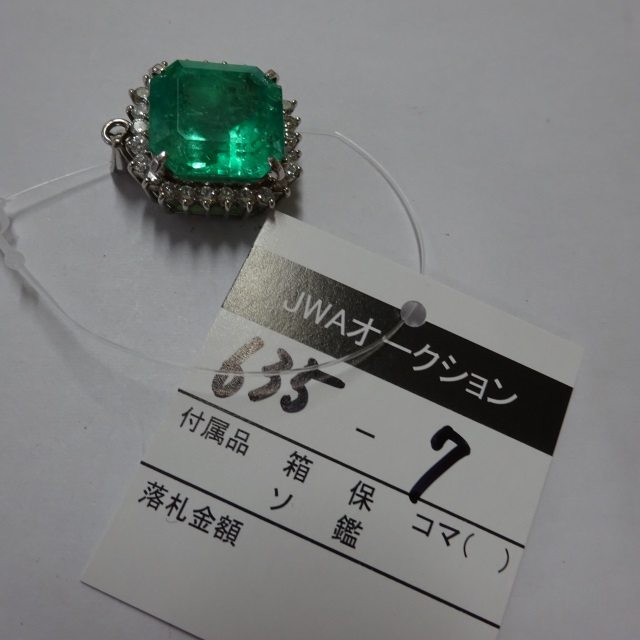 JWAオークション
635-7
付属品 箱 保 コマ( )
ソ 鑑
落札金額